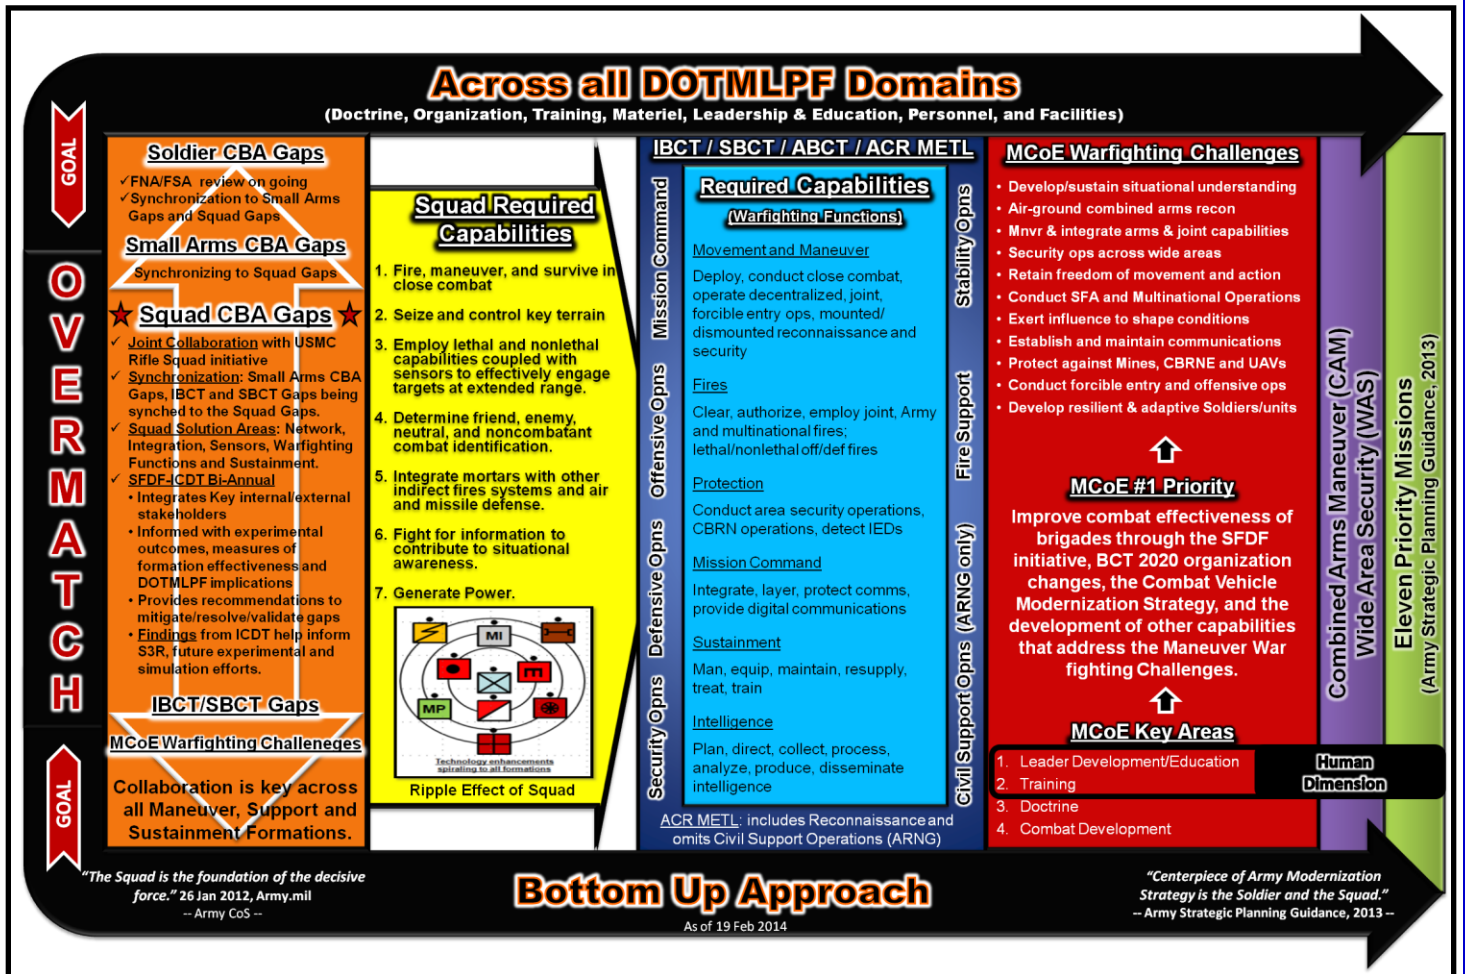 Across all DOTMLPF Domains
(Doctrine, Organization, Training, Materiel, Leadership & Education, Personnel, and Facilities)
GOAL
OVERMATCH
GOAL
Soldier CBA Gaps
✓FNA/FSA review on going
✓Synchronization to Small Arms
Gaps and Squad Gaps
Small Arms CBA Gaps
Synchronizing to Squad Gaps
Squad CBA Gaps
✓ Joint Collaboration with USMC
Rifle Squad initiative
✓ Synchronization: Small Arms CBA
Gaps, IBCT and SBCT Gaps being
synched to the Squad Gaps.
✓ Squad Solution Areas: Network,
Integration, Sensors, Warfighting
Functions and Sustainment.
✓ SFDF-ICDT Bi-Annual
• Integrates Key internal/external
stakeholders
• Informed with experimental
outcomes, measures of
formation effectiveness and
DOTMLPF implications
• Provides recommendations to
mitigate/resolve/validate gaps
• Findings from ICDT help inform
S3R, future experimental and
simulation efforts.
IBCT/SBCT Gaps
MCoE Warfighting Challeneges
Collaboration is key across
all Maneuver, Support and
Sustainment Formations.
Squad Required
Capabilities
1. Fire, maneuver, and survive in
close combat
2. Seize and control key terrain
3. Employ lethal and nonlethal
capabilities coupled with
sensors to effectively engage
targets at extended range.
4. Determine friend, enemy,
neutral, and noncombatant
combat identification.
5. Integrate mortars with other
indirect fires systems and air
and missile defense.
6. Fight for information to
contribute to situational
awareness.
7. Generate Power.
MI
MP
Technology enhancements
spiraling to all formations
Ripple Effect of Squad
IBCT / SBCT / ABCT / ACR METL
Mission Command
Offensive Opns
Defensive Opns
Security Opns
Required Capabilities
(Warfighting Functions)
Movement and Maneuver
Deploy, conduct close combat,
operate decentralized, joint,
forcible entry ops, mounted/
dismounted reconnaissance and
security
Fires
Clear, authorize, employ joint, Army
and multinational fires;
lethal/nonlethal off/def fires
Protection
Conduct area security operations,
CBRN operations, detect IEDs
Mission Command
Integrate, layer, protect comms,
provide digital communications
Sustainment
Man, equip, maintain, resupply,
treat, train
Intelligence
Plan, direct, collect, process,
analyze, produce, disseminate
intelligence
Stability Opns
Fire Support
Civil Support Opns (ARNG only)
ACR METL: includes Reconnaissance and
omits Civil Support Operations (ARNG)
MCoE Warfighting Challenges
• Develop/sustain situational understanding
• Air-ground combined arms recon
• Mnvr & integrate arms & joint capabilities
• Security ops across wide areas
• Retain freedom of movement and action
• Conduct SFA and Multinational Operations
• Exert influence to shape conditions
• Establish and maintain communications
• Protect against Mines, CBRNE and UAVs
• Conduct forcible entry and offensive ops
• Develop resilient & adaptive Soldiers/units
MCoE #1 Priority
Improve combat effectiveness of
brigades through the SFDF
initiative, BCT 2020 organization
changes, the Combat Vehicle
Modernization Strategy, and the
development of other capabilities
that address the Maneuver War
fighting Challenges.
MCoE Key Areas
1. Leader Development/Education
2. Training
3. Doctrine
4. Combat Development
Human
Dimension
Combined Arms Maneuver (CAM)
Wide Area Security (WAS)
Eleven Priority Missions
(Army Strategic Planning Guidance, 2013)
"The Squad is the foundation of the decisive
force." 26 Jan 2012, Army.mil
-- Army CoS --
Bottom Up Approach
As of 19 Feb 2014
"Centerpiece of Army Modernization
Strategy is the Soldier and the Squad."
-- Army Strategic Planning Guidance, 2013 --